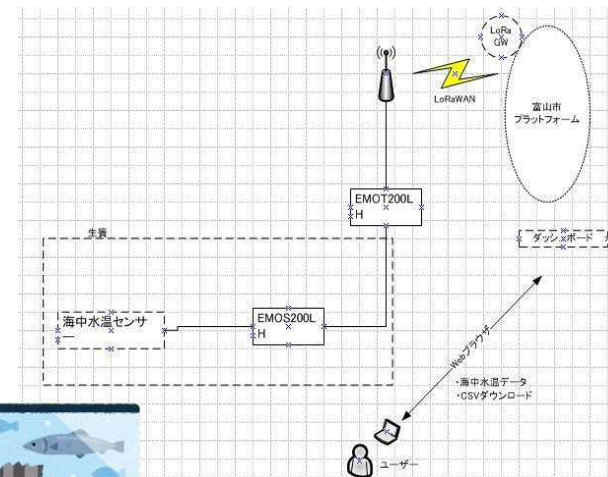 LoRa
GW
LoRaWAN
富山市
プラットフォーム
EMOT200L
H
ダッシュボード
生簀
海中水温センサ
ー
EMOS200L
H
Webブラウザ
・海中水温データ
・CSVダウンロード
ユーザー